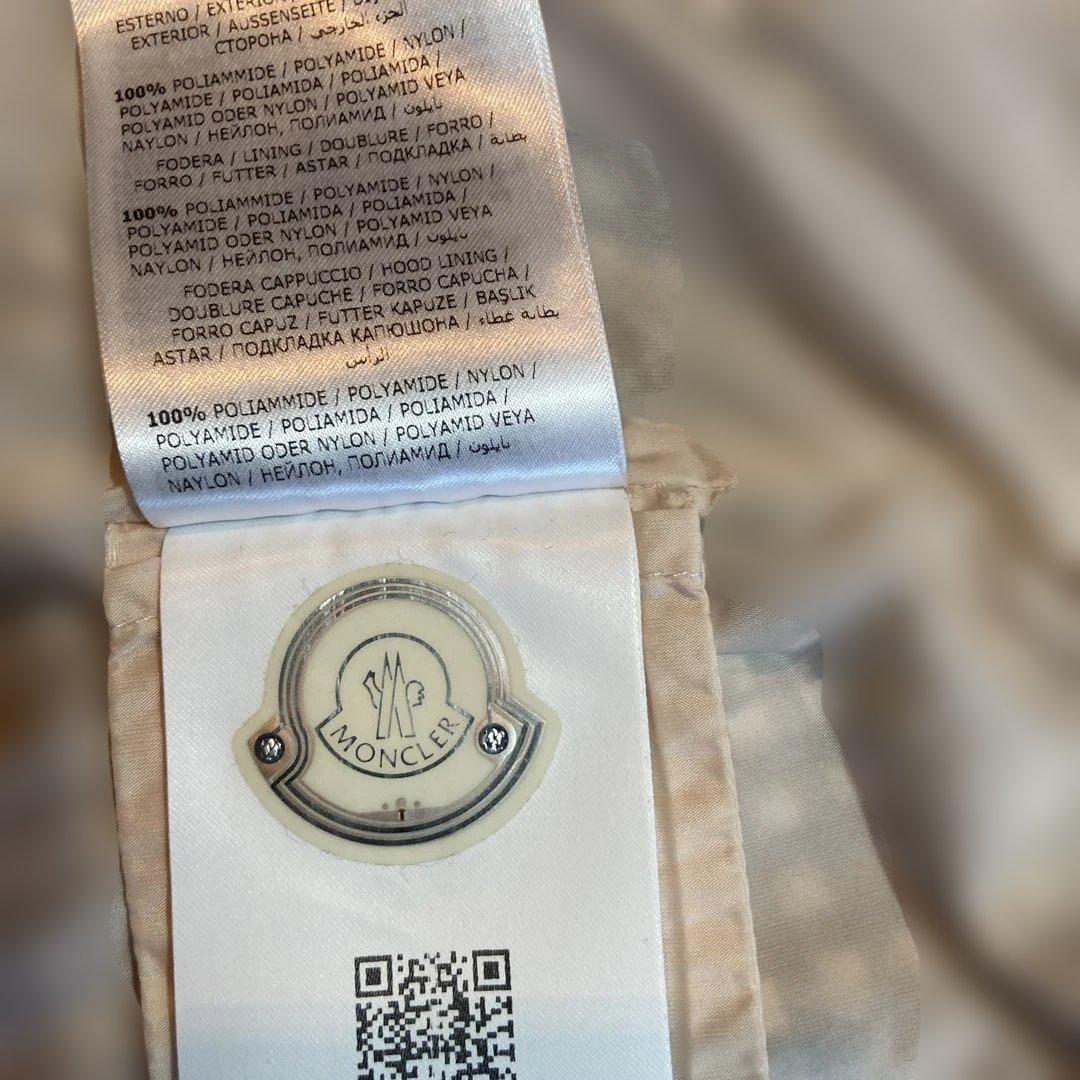 ESTERNO / EXTERIOR
EXTERIOR / AUSSENSEITE /
СТОРОНА / الجزء الخارجي
100% POLIAMMIDE / POLYAMIDE / NYLON /
POLYAMIDE / POLIAMIDA / POLIAMIDA /
POLYAMID ODER NYLON / POLYAMID VEYA
NAYLON / НЕЙЛОН, ПОЛИАМИД / نايلون
FODERA / LINING / DOUBLURE / FORRO /
FORRO / FUTTER / ASTAR / ПОДКЛАДКА / بطانة
100% POLIAMMIDE / POLYAMIDE / NYLON /
POLYAMIDE / POLIAMIDA / POLIAMIDA /
POLYAMID ODER NYLON / POLYAMID VEYA
NAYLON / НЕЙЛОН, ПОЛИАМИД / نايلون
FODERA CAPPUCCIO / HOOD LINING /
DOUBLURE CAPUCHE / FORRO CAPUCHA /
FORRO CAPUZ / FUTTER KAPUZE / BAŞLIK
ASTAR / ПОДКЛАДКА КАПЮШОНА / بطانة غطاء
الرأس
100% POLIAMMIDE / POLYAMIDE / NYLON /
POLYAMIDE / POLIAMIDA / POLIAMIDA /
POLYAMID ODER NYLON / POLYAMID VEYA
NAYLON / НЕЙЛОН, ПОЛИАМИД / نايلون
MONCLER